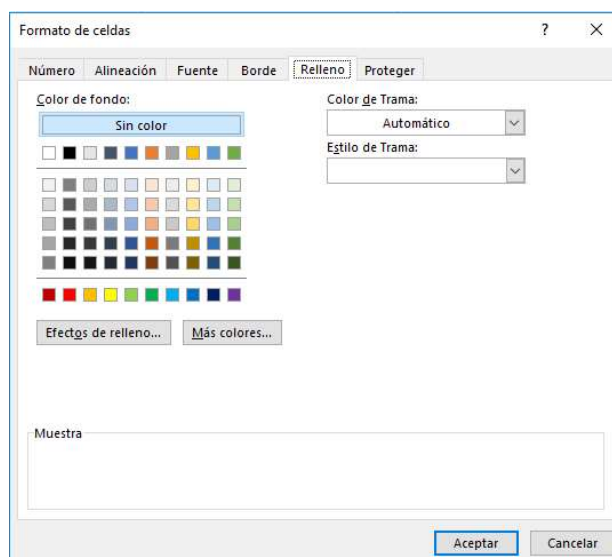 Formato de celdas ?
Número Alineación Fuente Borde Relleno Proteger
Color de fondo:
Sin color
Color de Trama:
Automático
Estilo de Trama:
Efectos de relleno... Más colores...
Muestra
Aceptar Cancelar